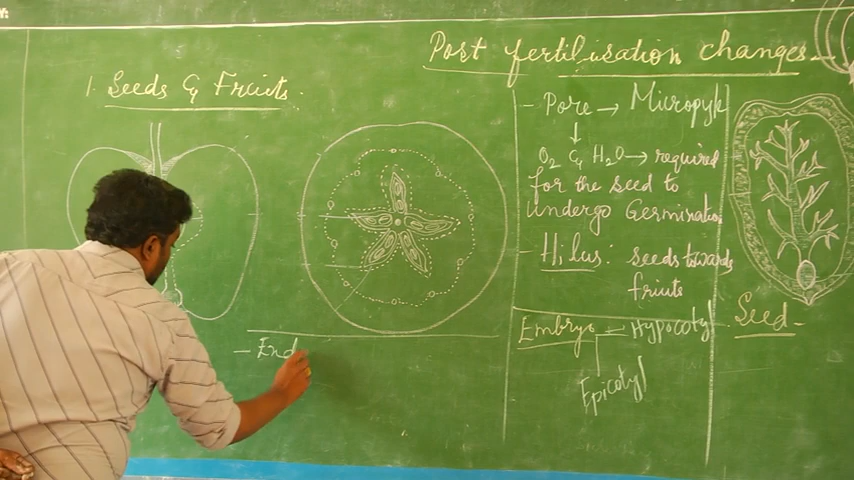 Post fertilisation changes.
1. Seeds & Fruits.
- Pore → Micropyl
↓
O2 & H2O → required
for the seed to
undergo Germination
- Hilus: seeds towards
fruits
Embryo - Hypocotyl
Epicotyl
Seed -
- End